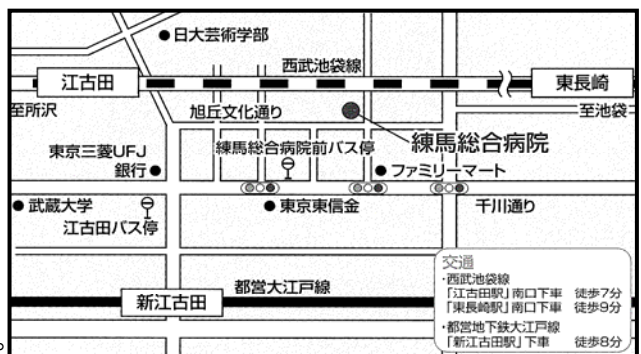 日大芸術学部
西武池袋線
江古田
東長崎
至所沢
旭丘文化通り
至池袋
練馬総合病院
東京三菱UFJ
銀行
練馬総合病院前バス停
ファミリーマート
武蔵大学
江古田バス停
東京東信金
千川通り
都営大江戸線
新江古田
交通
・西武池袋線
「江古田駅」南口下車 徒歩7分
「東長崎駅」南口下車 徒歩9分
・都営地下鉄大江戸線
「新江古田駅」下車 徒歩8分
。